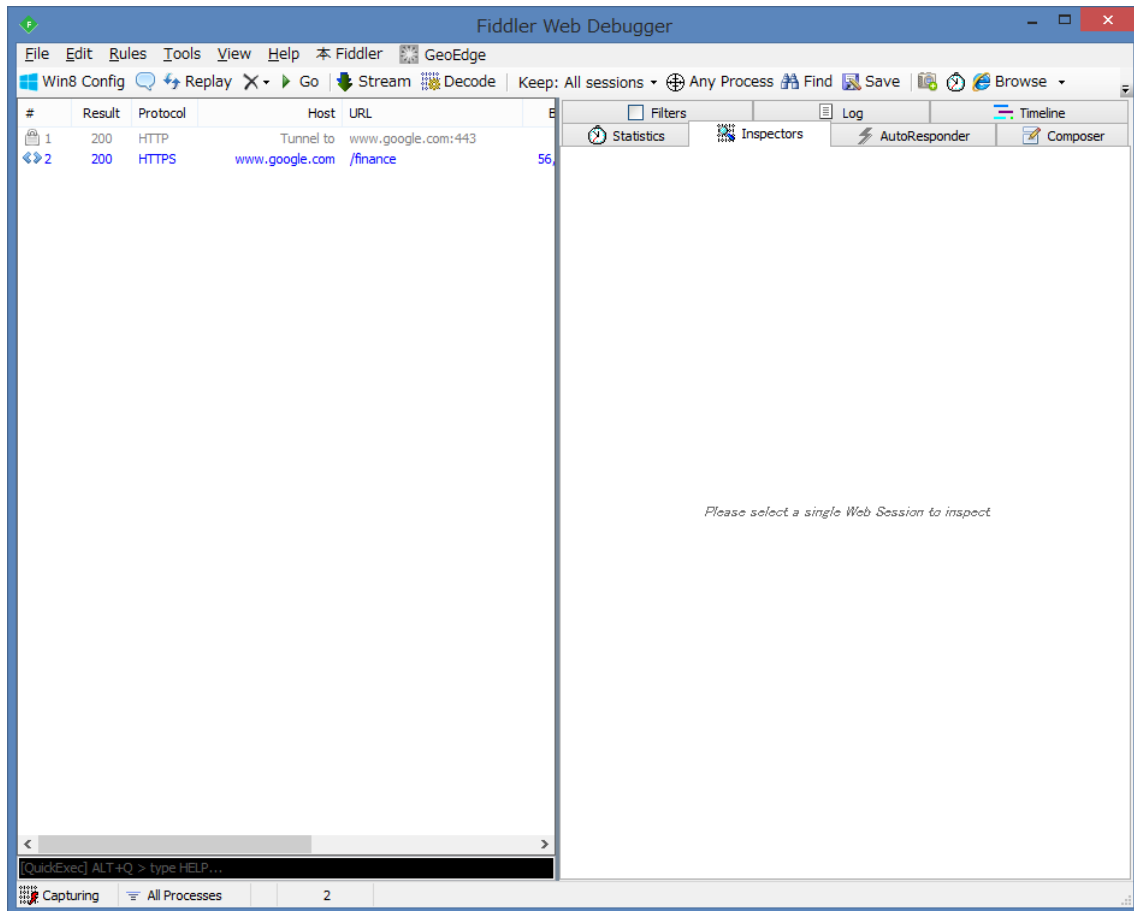 Fiddler Web Debugger
File Edit Rules Tools View Help 本 Fiddler GeoEdge
Win8 Config Replay Go Stream Decode Keep: All sessions Any Process Find Save Browse
# Result Protocol Host URL B
1 200 HTTP Tunnel to www.google.com:443
2 200 HTTPS www.google.com /finance 56,
Filters Log Timeline
Statistics Inspectors AutoResponder Composer
Please select a single Web Session to inspect
[QuickExec] ALT+Q > type HELP...
Capturing All Processes 2